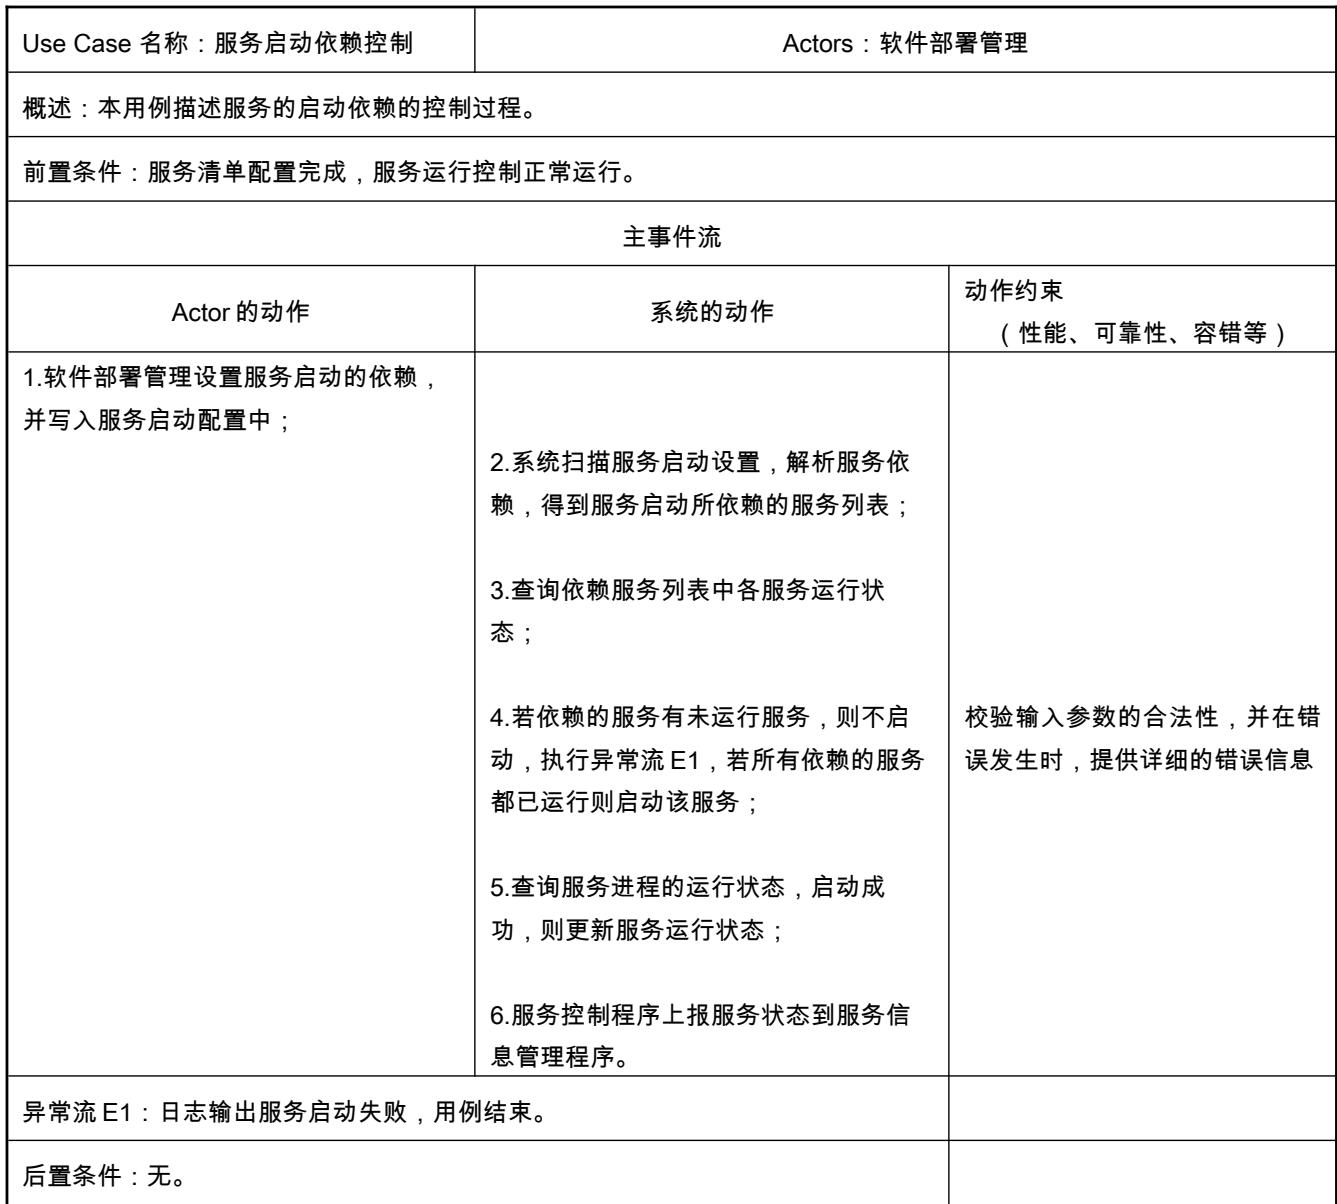 Use Case 名称：服务启动依赖控制
Actors：软件部署管理
概述：本用例描述服务的启动依赖的控制过程。
前置条件：服务清单配置完成，服务运行控制正常运行。
主事件流
Actor 的动作
系统的动作
动作约束
（性能、可靠性、容错等）
1.软件部署管理设置服务启动的依赖，
并写入服务启动配置中；
2.系统扫描服务启动设置，解析服务依
赖，得到服务启动所依赖的服务列表；
3.查询依赖服务列表中各服务运行状
态；
4.若依赖的服务有未运行服务，则不启
动，执行异常流 E1，若所有依赖的服务
都已运行则启动该服务；
5.查询服务进程的运行状态，启动成
功，则更新服务运行状态；
6.服务控制程序上报服务状态到服务信
息管理程序。
校验输入参数的合法性，并在错
误发生时，提供详细的错误信息
异常流 E1：日志输出服务启动失败，用例结束。
后置条件：无。